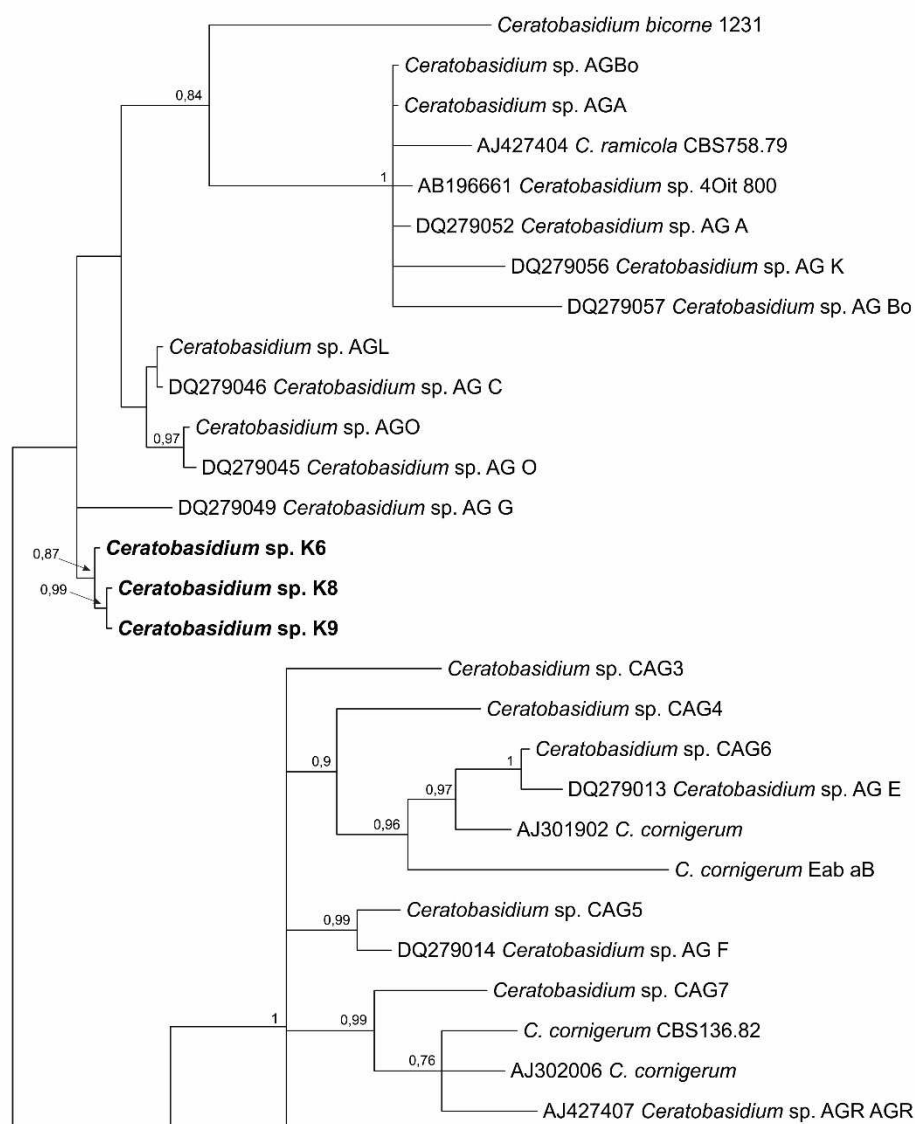 Ceratobasidium bicorne 1231
Ceratobasidium sp. AGBo
0,84
Ceratobasidium sp. AGA
AJ427404 C. ramicola CBS758.79
1
AB196661 Ceratobasidium sp. 4Oit 800
DQ279052 Ceratobasidium sp. AG A
DQ279056 Ceratobasidium sp. AG K
DQ279057 Ceratobasidium sp. AG Bo
Ceratobasidium sp. AGL
DQ279046 Ceratobasidium sp. AG C
Ceratobasidium sp. AGO
0,97
DQ279045 Ceratobasidium sp. AG O
DQ279049 Ceratobasidium sp. AG G
Ceratobasidium sp. K6
0,87
Ceratobasidium sp. K8
0,99
Ceratobasidium sp. K9
Ceratobasidium sp. CAG3
Ceratobasidium sp. CAG4
Ceratobasidium sp. CAG6
0,9
1
DQ279013 Ceratobasidium sp. AG E
0,97
AJ301902 C. cornigerum
0,96
C. cornigerum Eab aB
Ceratobasidium sp. CAG5
0,99
DQ279014 Ceratobasidium sp. AG F
Ceratobasidium sp. CAG7
1
0,99
C. cornigerum CBS136.82
0,76
AJ302006 C. cornigerum
AJ427407 Ceratobasidium sp. AGR AGR